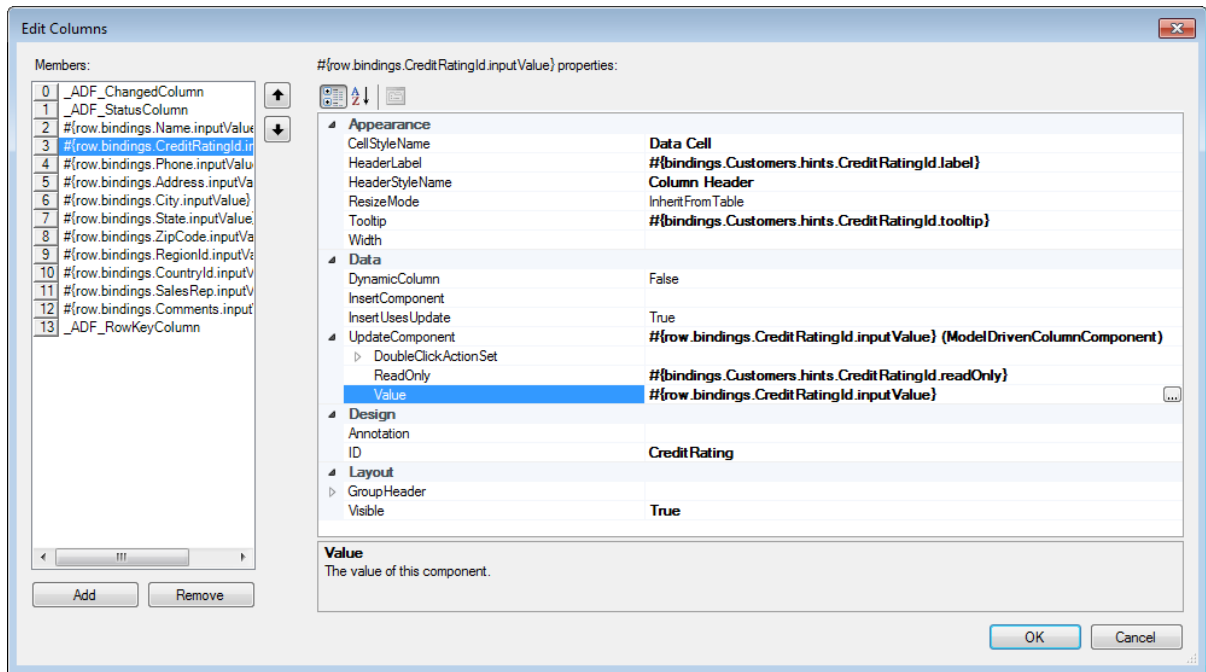 Edit Columns
Members:
0 _ADF_ChangedColumn
1 _ADF_StatusColumn
2 #{row.bindings.Name.inputValue
3 #{row.bindings.CreditRatingId.in
4 #{row.bindings.Phone.inputValu
5 #{row.bindings.Address.inputVa
6 #{row.bindings.City.inputValue}
7 #{row.bindings.State.inputValue
8 #{row.bindings.ZipCode.inputVa
9 #{row.bindings.RegionId.inputVa
10 #{row.bindings.CountryId.inputV
11 #{row.bindings.SalesRep.inputV
12 #{row.bindings.Comments.input
13 _ADF_RowKeyColumn
Add Remove
#{row.bindings.CreditRatingId.inputValue} properties:
Appearance
CellStyleName Data Cell
HeaderLabel #{bindings.Customers.hints.CreditRatingId.label}
HeaderStyleName Column Header
ResizeMode InheritFromTable
Tooltip #{bindings.Customers.hints.CreditRatingId.tooltip}
Width
Data
DynamicColumn False
InsertComponent
InsertUsesUpdate True
UpdateComponent #{row.bindings.CreditRatingId.inputValue} (ModelDrivenColumnComponent)
DoubleClickActionSet
ReadOnly #{bindings.Customers.hints.CreditRatingId.readOnly}
Value #{row.bindings.CreditRatingId.inputValue} ...
Design
Annotation
ID CreditRating
Layout
GroupHeader
Visible True
Value
The value of this component.
OK Cancel